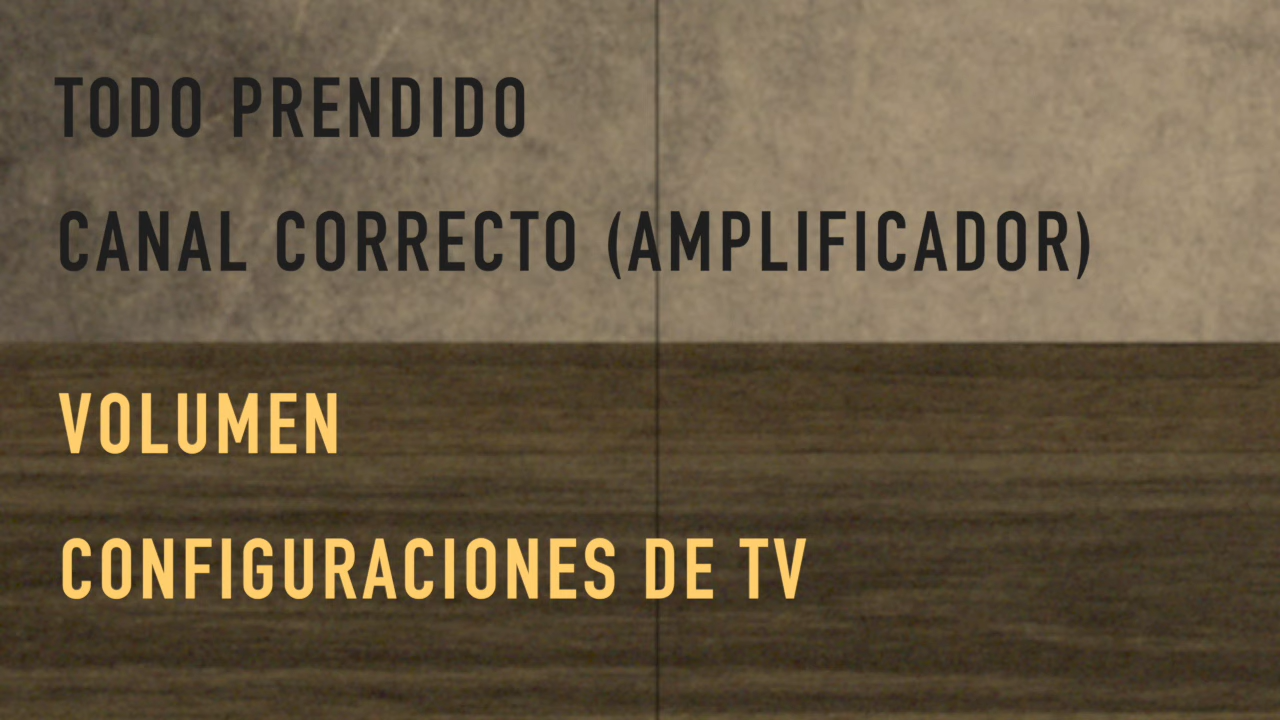 TODO PRENDIDO
CANAL CORRECTO (AMPLIFICADOR)
VOLUMEN
CONFIGURACIONES DE TV